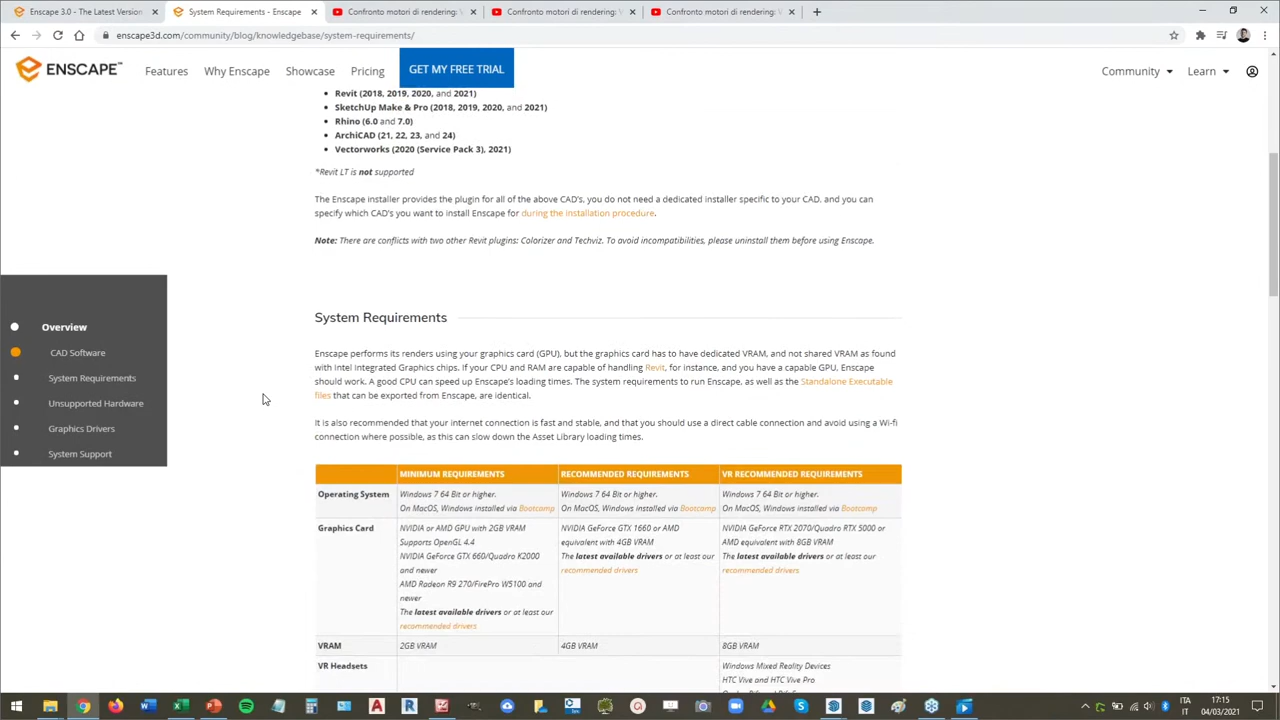 Enscape 3.0 - The Latest Version
System Requirements - Enscape
Confronto motori di rendering: V
Confronto motori di rendering: V
Confronto motori di rendering: V
enscape3d.com/community/blog/knowledgebase/system-requirements/
ENSCAPE™
Features
Why Enscape
Showcase
Pricing
GET MY FREE TRIAL
Community
Learn
Revit (2018, 2019, 2020, and 2021)
SketchUp Make & Pro (2018, 2019, 2020, and 2021)
Rhino (6.0 and 7.0)
ArchiCAD (21, 22, 23, and 24)
Vectorworks (2020 (Service Pack 3), 2021)
*Revit LT is not supported
The Enscape installer provides the plugin for all of the above CAD's, you do not need a dedicated installer specific to your CAD. and you can
specify which CAD's you want to install Enscape for during the installation procedure.
Note: There are conflicts with two other Revit plugins: Colorizer and Techviz. To avoid incompatibilities, please uninstall them before using Enscape.
Overview
CAD Software
System Requirements
Unsupported Hardware
Graphics Drivers
System Support
System Requirements
Enscape performs its renders using your graphics card (GPU), but the graphics card has to have dedicated VRAM, and not shared VRAM as found
with Intel Integrated Graphics chips. If your CPU and RAM are capable of handling Revit, for instance, and you have a capable GPU, Enscape
should work. A good CPU can speed up Enscape's loading times. The system requirements to run Enscape, as well as the Standalone Executable
files that can be exported from Enscape, are identical.
It is also recommended that your internet connection is fast and stable, and that you should use a direct cable connection and avoid using a Wi-fi
connection where possible, as this can slow down the Asset Library loading times.
MINIMUM REQUIREMENTS
RECOMMENDED REQUIREMENTS
VR RECOMMENDED REQUIREMENTS
Operating System
Windows 7 64 Bit or higher.
On MacOS, Windows installed via Bootcamp
Windows 7 64 Bit or higher.
On MacOS, Windows installed via Bootcamp
Windows 7 64 Bit or higher.
On MacOS, Windows installed via Bootcamp
Graphics Card
NVIDIA or AMD GPU with 2GB VRAM
Supports OpenGL 4.4
NVIDIA GeForce GTX 660/Quadro K2000
and newer
AMD Radeon R9 270/FirePro W5100 and
newer
The latest available drivers or at least our
recommended drivers
NVIDIA GeForce GTX 1660 or AMD
equivalent with 4GB VRAM
The latest available drivers or at least our
recommended drivers
NVIDIA GeForce RTX 2070/Quadro RTX 5000 or
AMD equivalent with 8GB VRAM
The latest available drivers or at least our
recommended drivers
VRAM
2GB VRAM
4GB VRAM
8GB VRAM
VR Headsets
Windows Mixed Reality Devices
HTC Vive and HTC Vive Pro
ITA
IT
17:15
04/03/2021